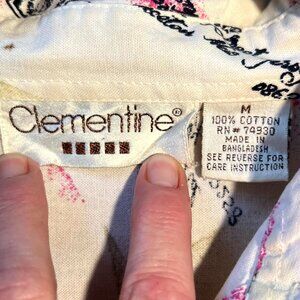 Clementine®
M
100% COTTON
RN# 74930
MADE IN
BANGLADESH
SEE REVERSE FOR
CARE INSTRUCTION